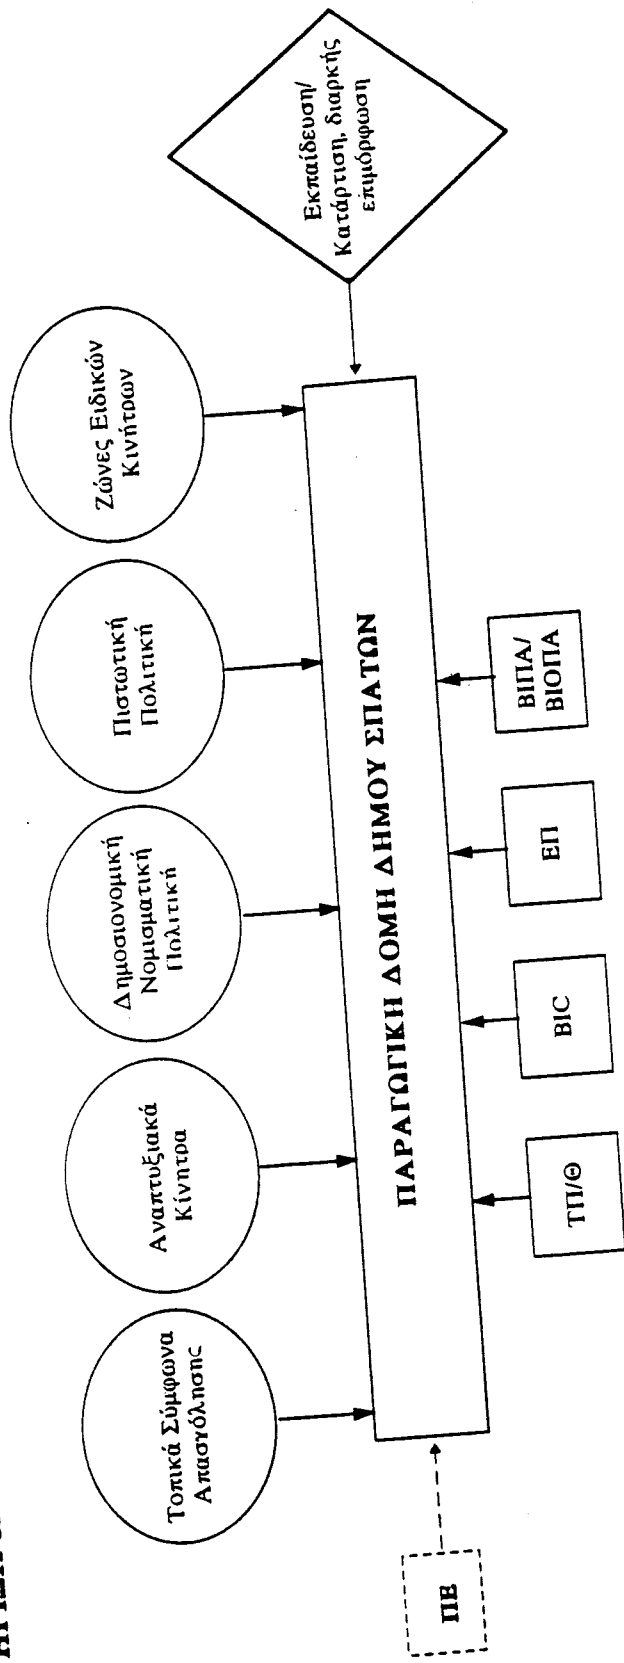 Τοπικά Σύμφωνα
Απασχόλησης
Αναπτυξιακά
Κίνητρα
Δημοσιονομική
Νομισματική
Πολιτική
Πιστωτική
Πολιτική
Ζώνες Ειδικών
Κινήτρων
ΠΕ
ΠΑΡΑΓΩΓΙΚΗ ΔΟΜΗ ΔΗΜΟΥ ΣΠΑΤΩΝ
Εκπαίδευση/
Κατάρτιση, διαρκής
επιμόρφωση
ΤΠ/Θ
BIC
ΕΠ
ΒΙΠΑ/
ΒΙΟΠΑ